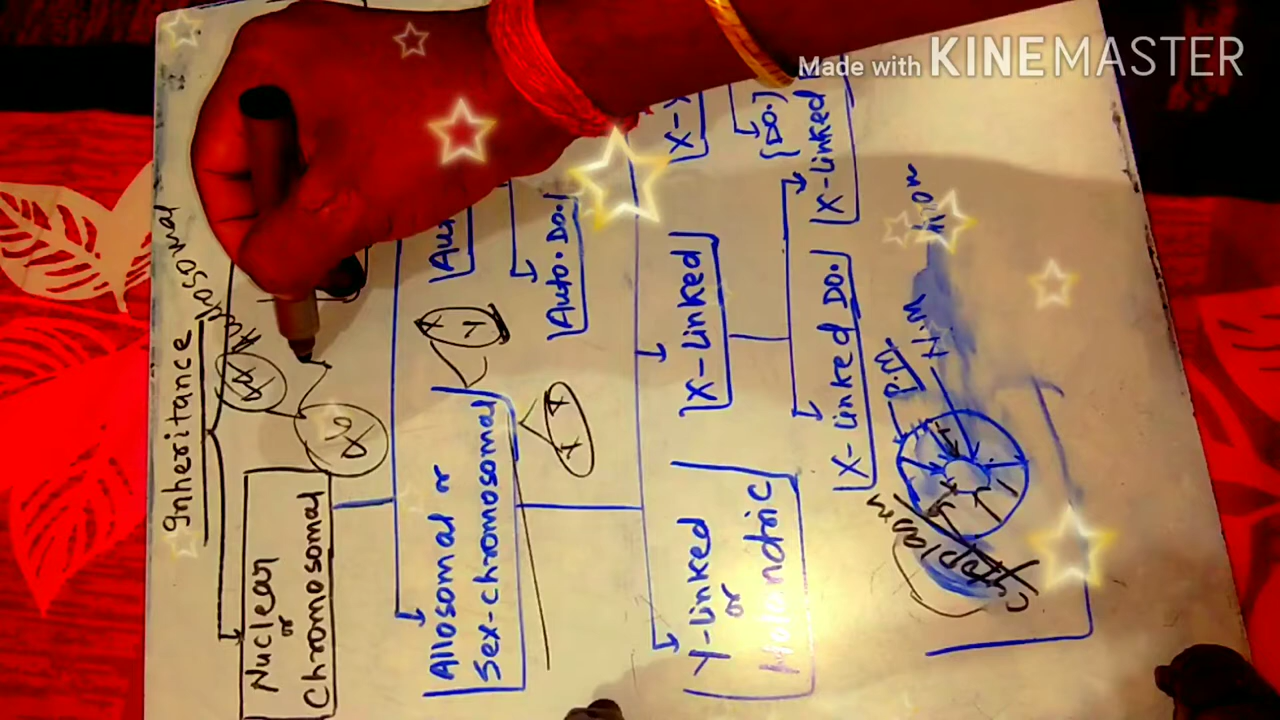 Made with KINEMASTER
Inheritance
Nuclear
or
Chromosomal
Allosomal or
Sex-chromosomal
X
Y
X X
Auto. Do.
X-linked
X-Y
[Do.]
X-linked
X-linked Do.
Y-linked
or
Holandric
P.M.
N.M
Cytoplasm